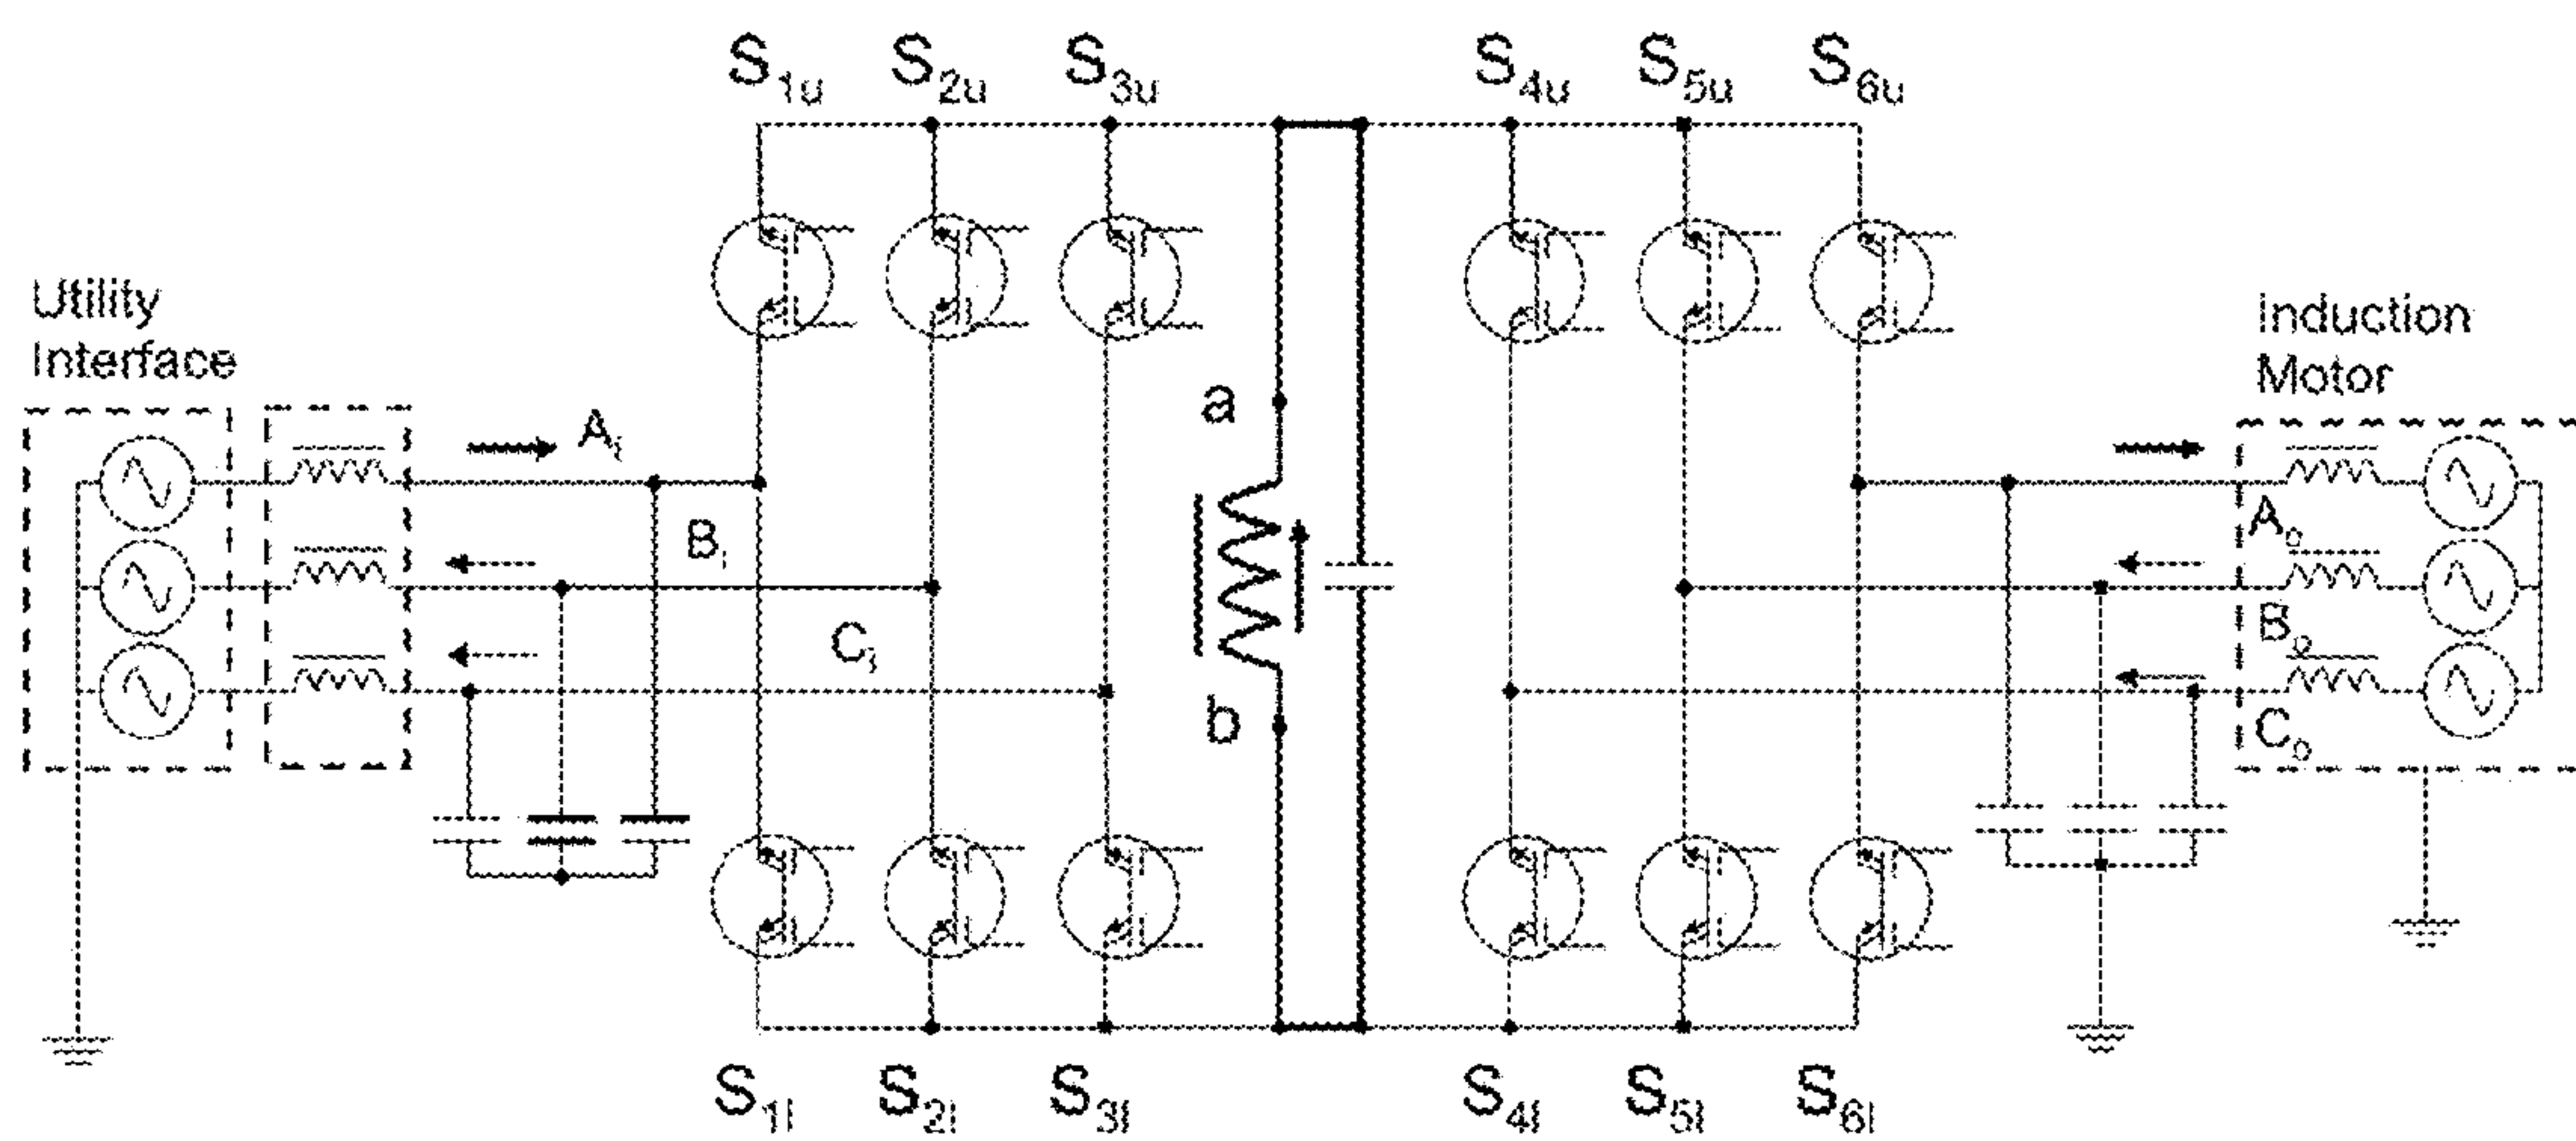 S1u S2u S3u S4u S5u S6u
Utility
Interface
Induction
Motor
a
Ai
Bi
Ci
b
Ao
Bo
Co
S1l S2l S3l S4l S5l S6l